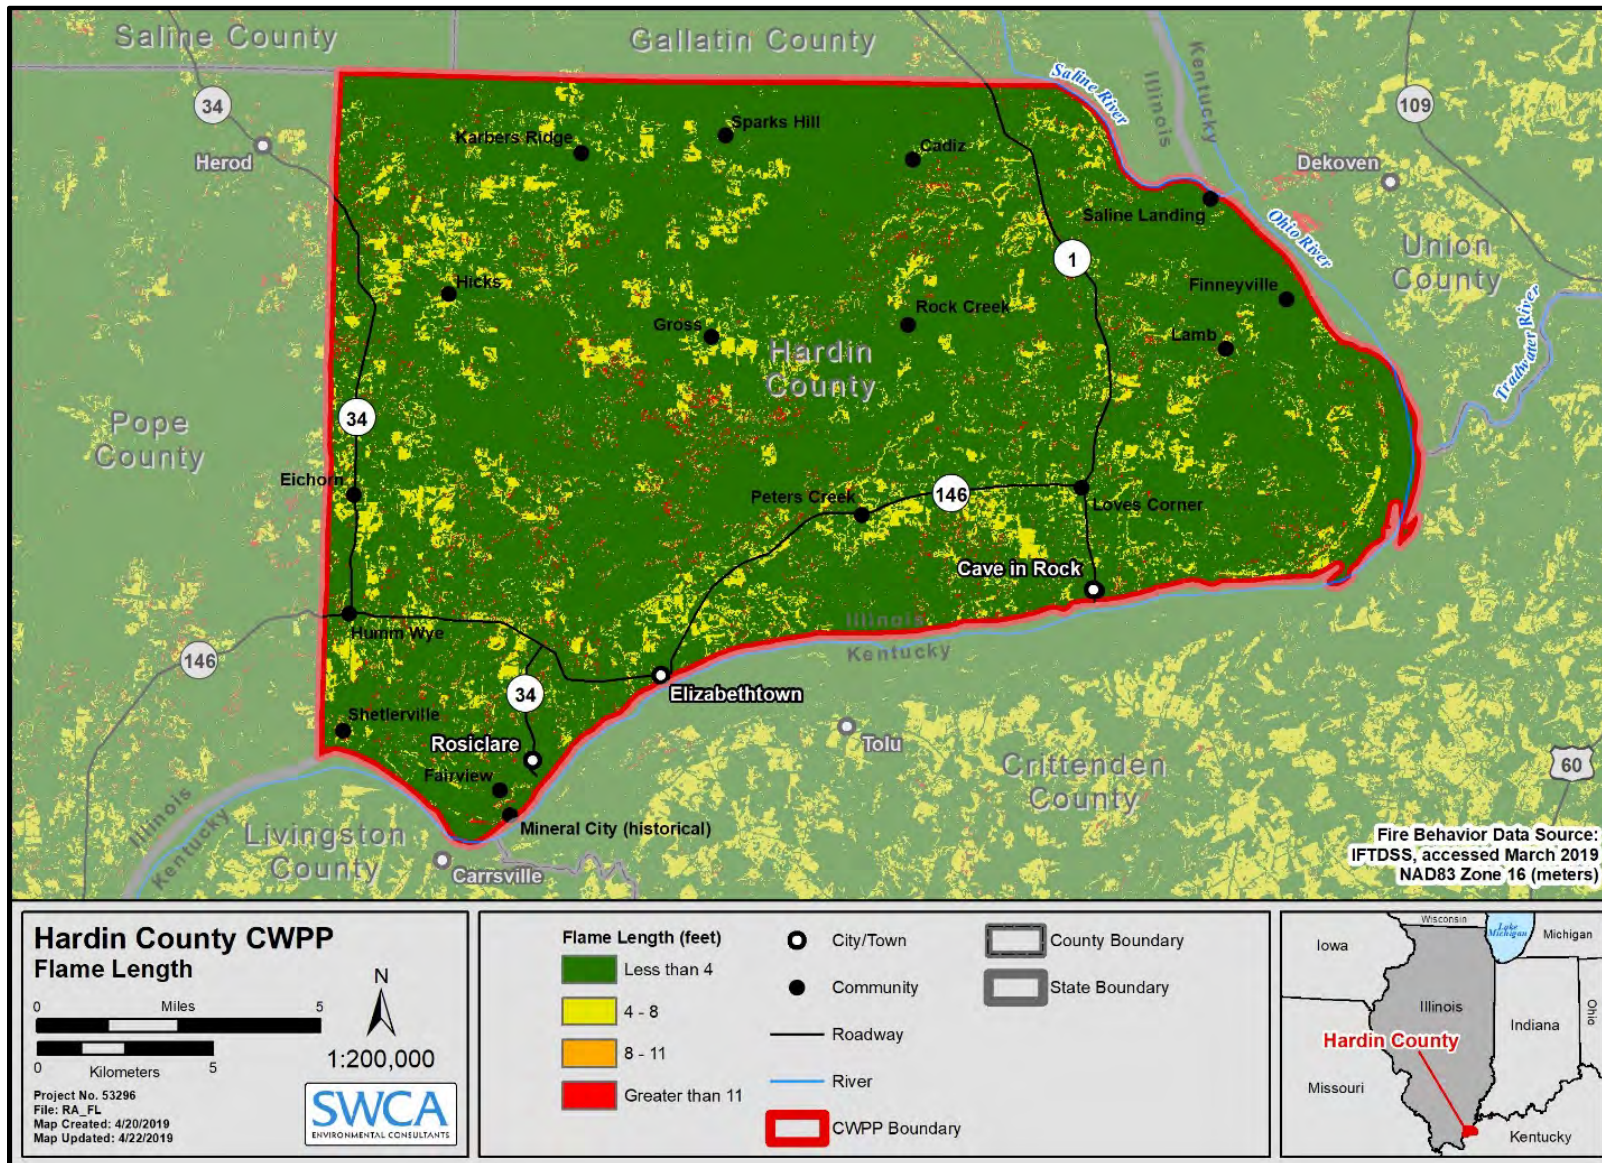 Saline County
Gallatin County
Saline River
Illinois
Kentucky
109
34
Herod
Karbers Ridge
Sparks Hill
Cadiz
Dekoven
Saline Landing
Ohio River
Union
County
1
Hicks
Finneyville
Gross
Rock Creek
Lamb
Hardin
County
Tradwater River
Pope
County
34
Eichorn
Peters Creek
146
Loves Corner
Cave in Rock
Humm Wye
Illinois
Kentucky
146
34
Elizabethtown
Shetlerville
Rosiclare
Tolu
Fairview
Crittenden
County
60
Illinois
Kentucky
Livingston
County
Mineral City (historical)
Carrsville
Fire Behavior Data Source:
IFTDSS, accessed March 2019
NAD83 Zone 16 (meters)
Hardin County CWPP
Flame Length
0 Miles 5
0 Kilometers 5
N
1:200,000
Project No. 53296
File: RA_FL
Map Created: 4/20/2019
Map Updated: 4/22/2019
SWCA
ENVIRONMENTAL CONSULTANTS
Flame Length (feet)
Less than 4
4 - 8
8 - 11
Greater than 11
City/Town
Community
Roadway
River
CWPP Boundary
County Boundary
State Boundary
Wisconsin
Lake
Michigan
Michigan
Iowa
Illinois
Indiana
Ohio
Hardin County
Missouri
Kentucky